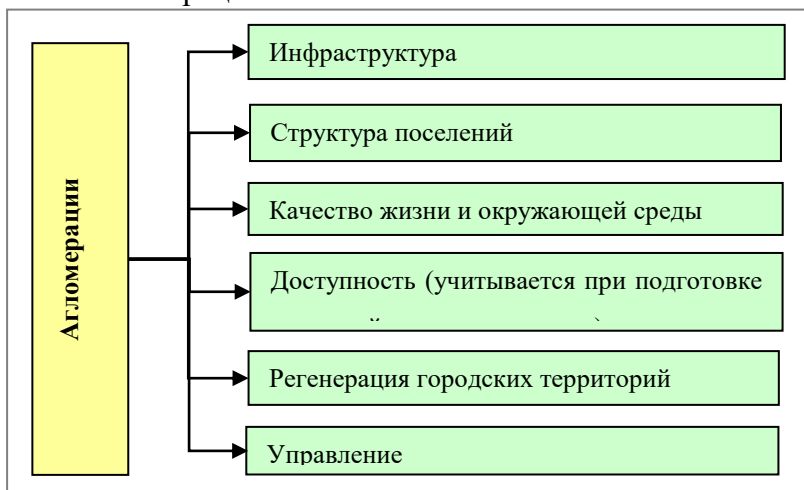 Агломерации
Инфраструктура
Структура поселений
Качество жизни и окружающей среды
Доступность (учитывается при подготовке
Регенерация городских территорий
Управление